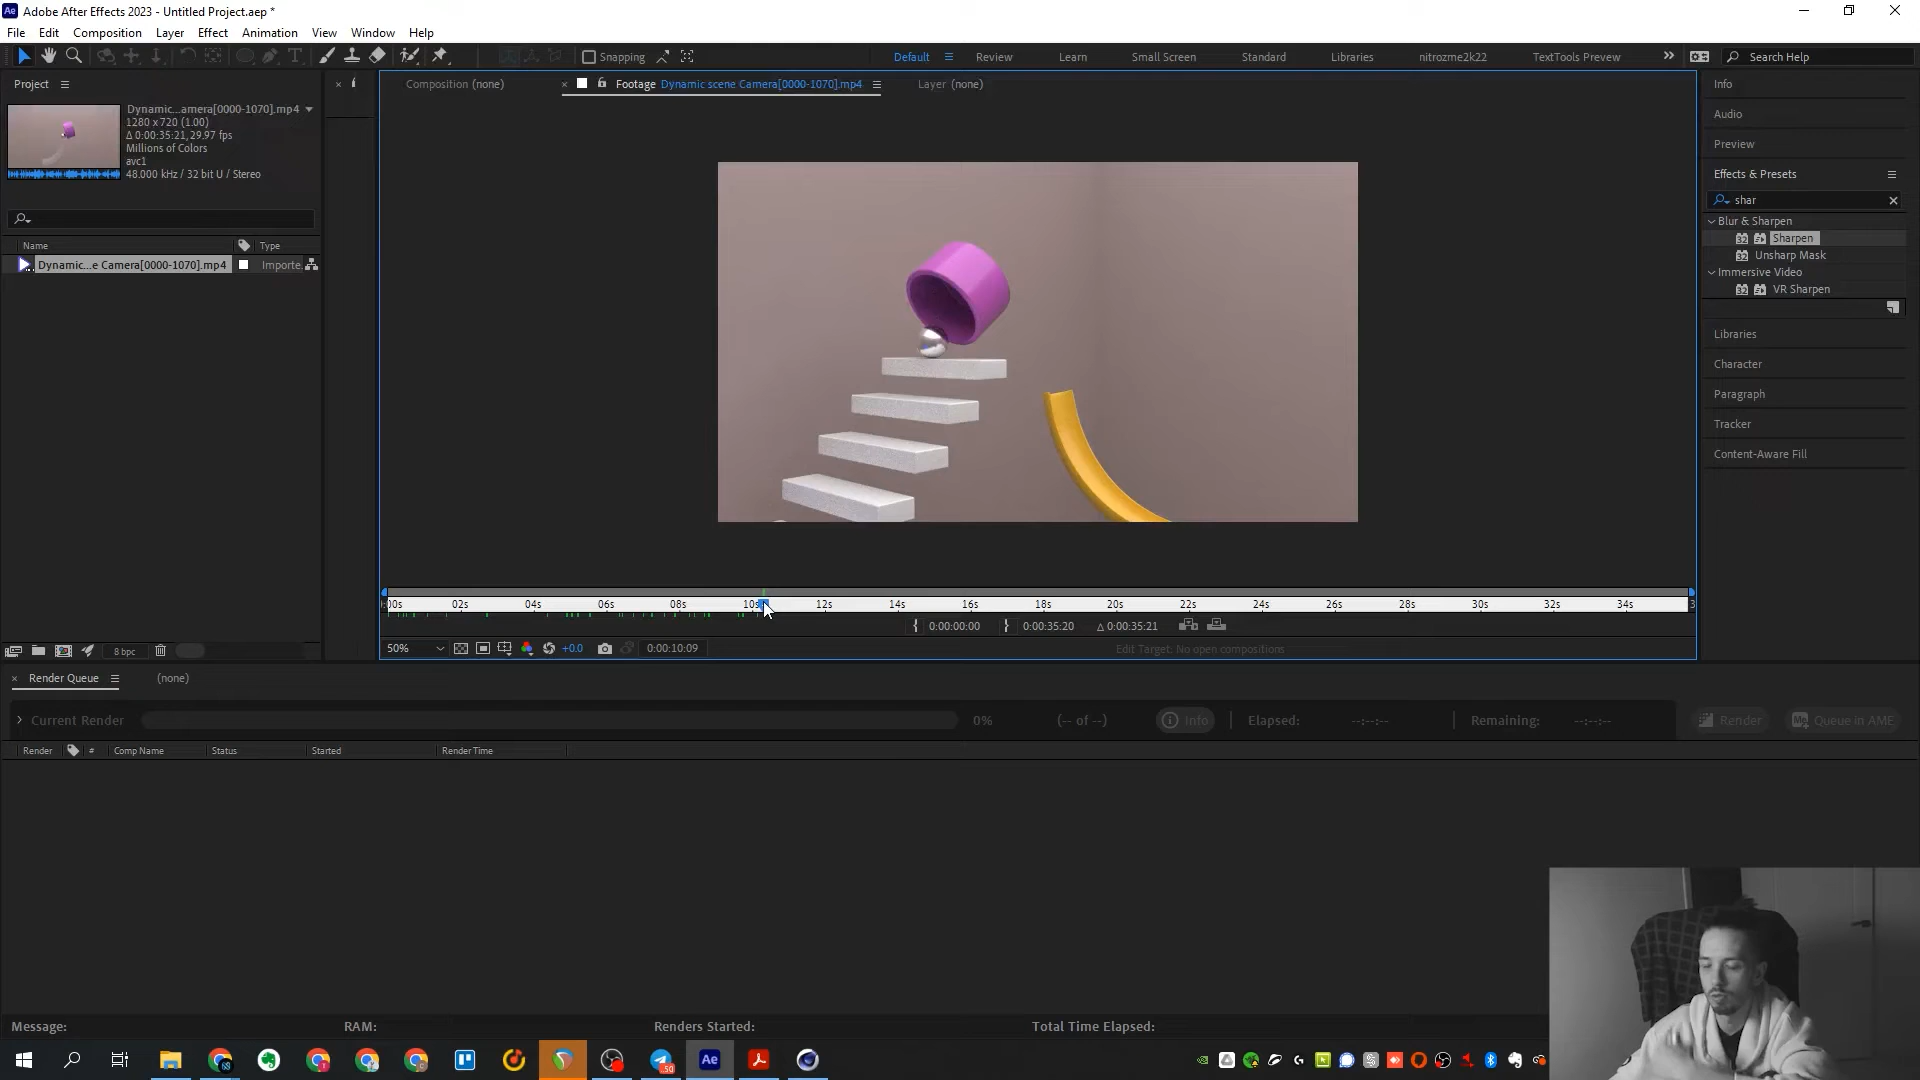 Adobe After Effects 2023 - Untitled Project.aep *
File Edit Composition Layer Effect Animation View Window Help
Snapping Default Review Learn Small Screen Standard Libraries nitrozme2k22 TextTools Preview Search Help
Project
Dynamic...amera[0000-1070].mp4
1280 x 720 (1.00)
Δ 0:00:35:21, 29.97 fps
Millions of Colors
avc1
48.000 kHz / 32 bit U / Stereo
Name Type
Dynamic...e Camera[0000-1070].mp4 Importe
8 bpc
Composition (none) Footage Dynamic scene Camera[0000-1070].mp4 Layer (none)
00s 02s 04s 06s 08s 10s 12s 14s 16s 18s 20s 22s 24s 26s 28s 30s 32s 34s 3
0:00:00:00 0:00:35:20 Δ 0:00:35:21
50% +0.0 0:00:10:09 Edit Target: No open compositions
Info
Audio
Preview
Effects & Presets
shar
Blur & Sharpen
32 Sharpen
32 Unsharp Mask
Immersive Video
32 VR Sharpen
Libraries
Character
Paragraph
Tracker
Content-Aware Fill
Render Queue (none)
Current Render 0% (-- of --) Info Elapsed: --:--:-- Remaining: --:--:-- Render Queue in AME
Render # Comp Name Status Started Render Time
Message: RAM: Renders Started: Total Time Elapsed:
Ae